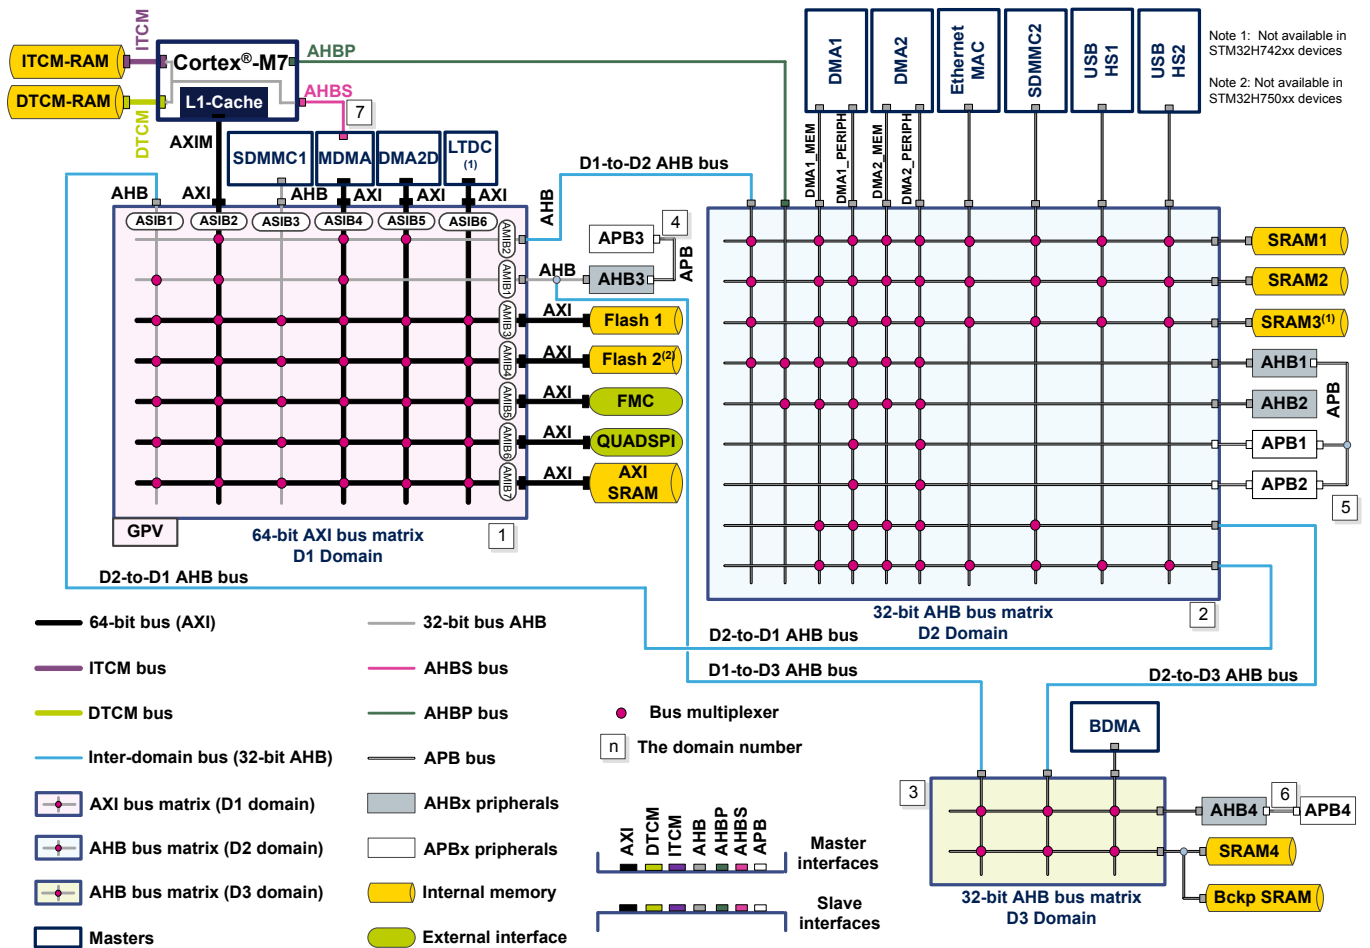 ITCM
ITCM-RAM
Cortex®-M7
AHBP
DTCM-RAM
L1-Cache
AHBS
7
DTCM
AXIM
SDMMC1
MDMA
DMA2D
LTDC
(1)
AHB
AXI
AHB
AXI
AXI
AXI
ASIB1
ASIB2
ASIB3
ASIB4
ASIB5
ASIB6
AHB
D1-to-D2 AHB bus
AMIB2
AMIB1
AMIB3
AMIB4
AMIB5
AMIB6
AMIB7
4
APB3
APB
AHB
AHB3
AXI
Flash 1
AXI
Flash 2(2)
AXI
FMC
AXI
QUADSPI
AXI
AXI
SRAM
GPV
64-bit AXI bus matrix
D1 Domain
1
DMA1
DMA2
Ethernet
MAC
SDMMC2
USB
HS1
USB
HS2
Note 1: Not available in
STM32H742xx devices
Note 2: Not available in
STM32H750xx devices
DMA1_MEM
DMA1_PERIPH
DMA2_MEM
DMA2_PERIPH
SRAM1
SRAM2
SRAM3(1)
AHB1
AHB2
APB
APB1
APB2
5
32-bit AHB bus matrix
D2 Domain
2
D2-to-D1 AHB bus
D2-to-D1 AHB bus
D1-to-D3 AHB bus
D2-to-D3 AHB bus
64-bit bus (AXI)
32-bit bus AHB
ITCM bus
AHBS bus
DTCM bus
AHBP bus
Inter-domain bus (32-bit AHB)
APB bus
AXI bus matrix (D1 domain)
AHBx pripherals
AHB bus matrix (D2 domain)
APBx pripherals
AHB bus matrix (D3 domain)
Internal memory
Masters
External interface
Bus multiplexer
n
The domain number
AXI
DTCM
ITCM
AHB
AHBP
AHBS
APB
Master
interfaces
Slave
interfaces
BDMA
3
AHB4
6
APB4
SRAM4
Bckp SRAM
32-bit AHB bus matrix
D3 Domain